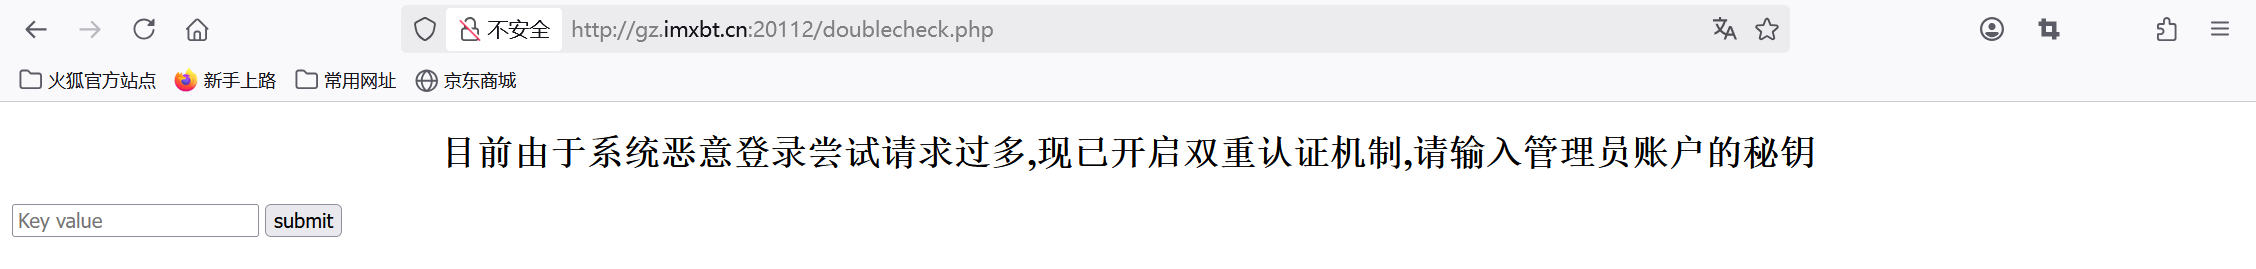 不安全 http://gz.imxbt.cn:20112/doublecheck.php
火狐官方站点 新手上路 常用网址 京东商城
目前由于系统恶意登录尝试请求过多,现已开启双重认证机制,请输入管理员账户的秘钥
Key value submit